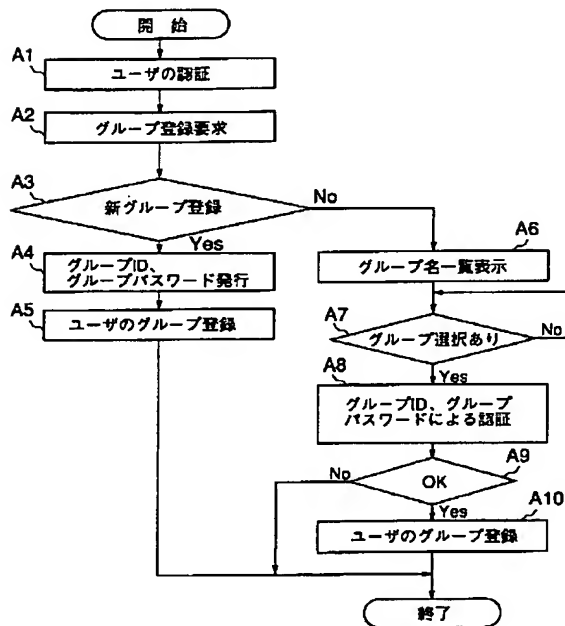 開始
A1
ユーザの認証
A2
グループ登録要求
A3
新グループ登録
No
Yes
A4
グループID、
グループパスワード発行
A5
ユーザのグループ登録
A6
グループ名一覧表示
A7
グループ選択あり
No
Yes
A8
グループID、グループ
パスワードによる認証
A9
OK
No
Yes
A10
ユーザのグループ登録
終了